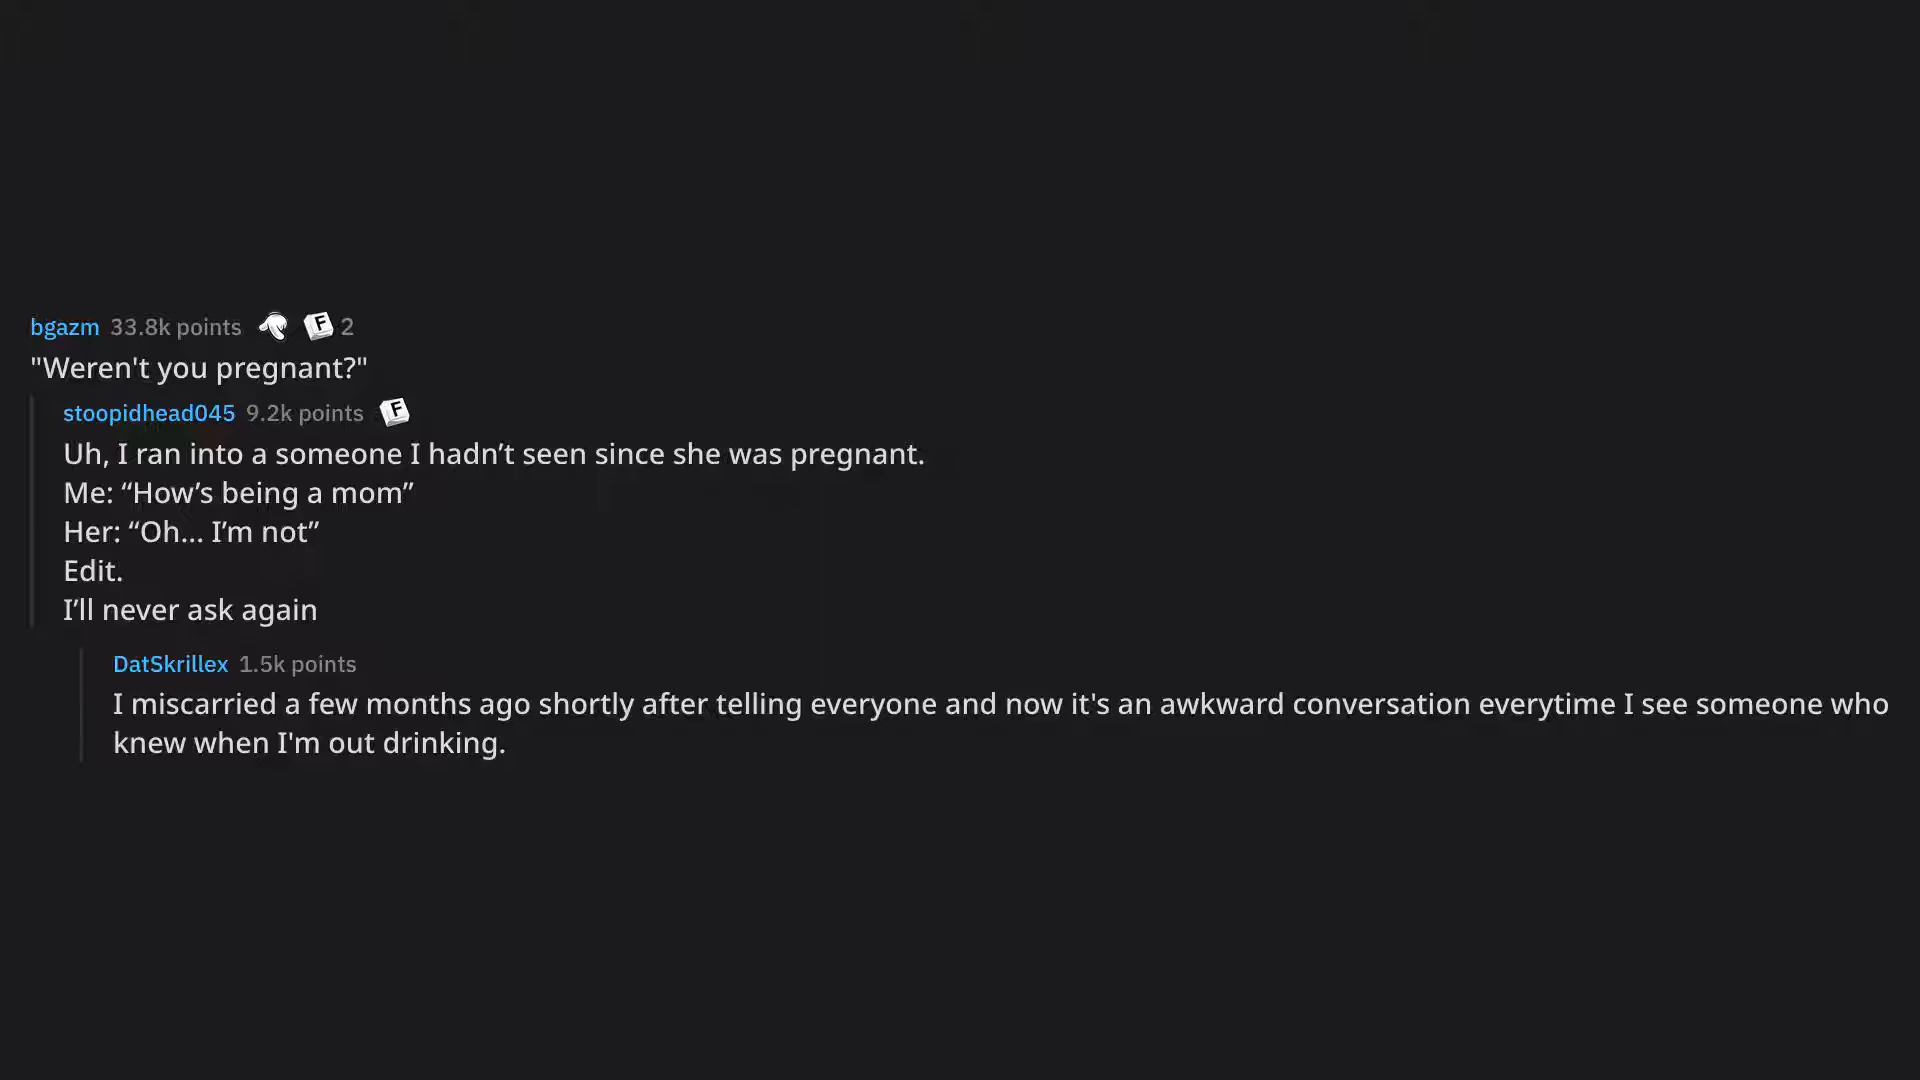 bgazm 33.8k points F 2
"Weren't you pregnant?"
stoopidhead045 9.2k points F
Uh, I ran into a someone I hadn’t seen since she was pregnant.
Me: “How’s being a mom”
Her: “Oh... I’m not”
Edit.
I’ll never ask again
DatSkrillex 1.5k points
I miscarried a few months ago shortly after telling everyone and now it's an awkward conversation everytime I see someone who
knew when I'm out drinking.